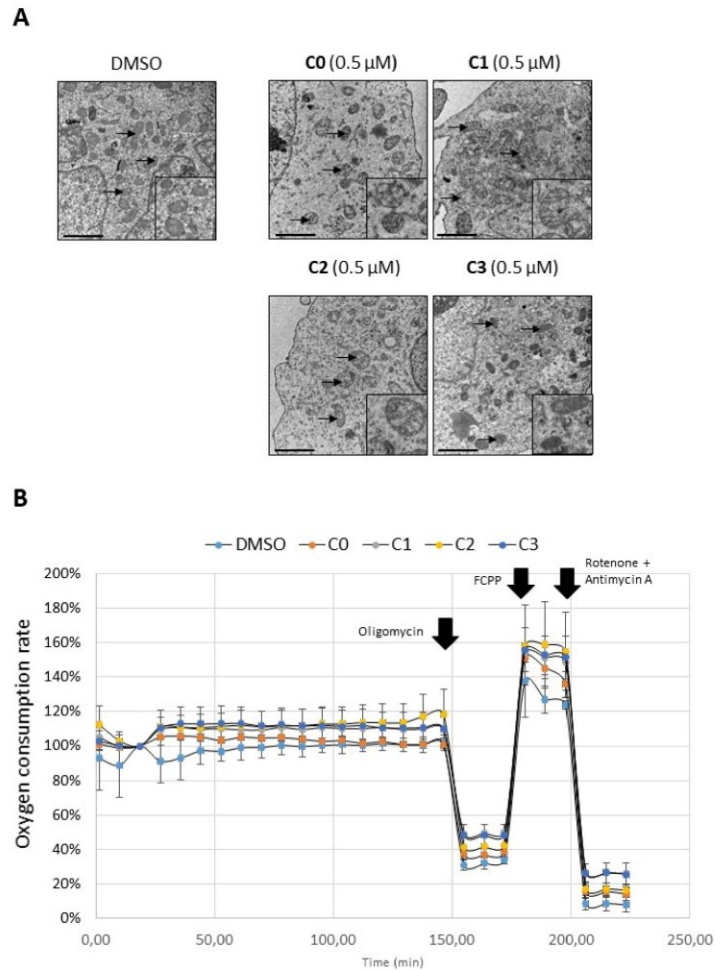 A
DMSO
C0 (0.5 µM)
C1 (0.5 µM)
C2 (0.5 µM)
C3 (0.5 µM)
B
DMSO C0 C1 C2 C3
Oligomycin
FCPP
Rotenone +
Antimycin A
Oxygen consumption rate
200%
180%
160%
140%
120%
100%
80%
60%
40%
20%
0%
0,00 50,00 100,00 150,00 200,00 250,00
Time (min)